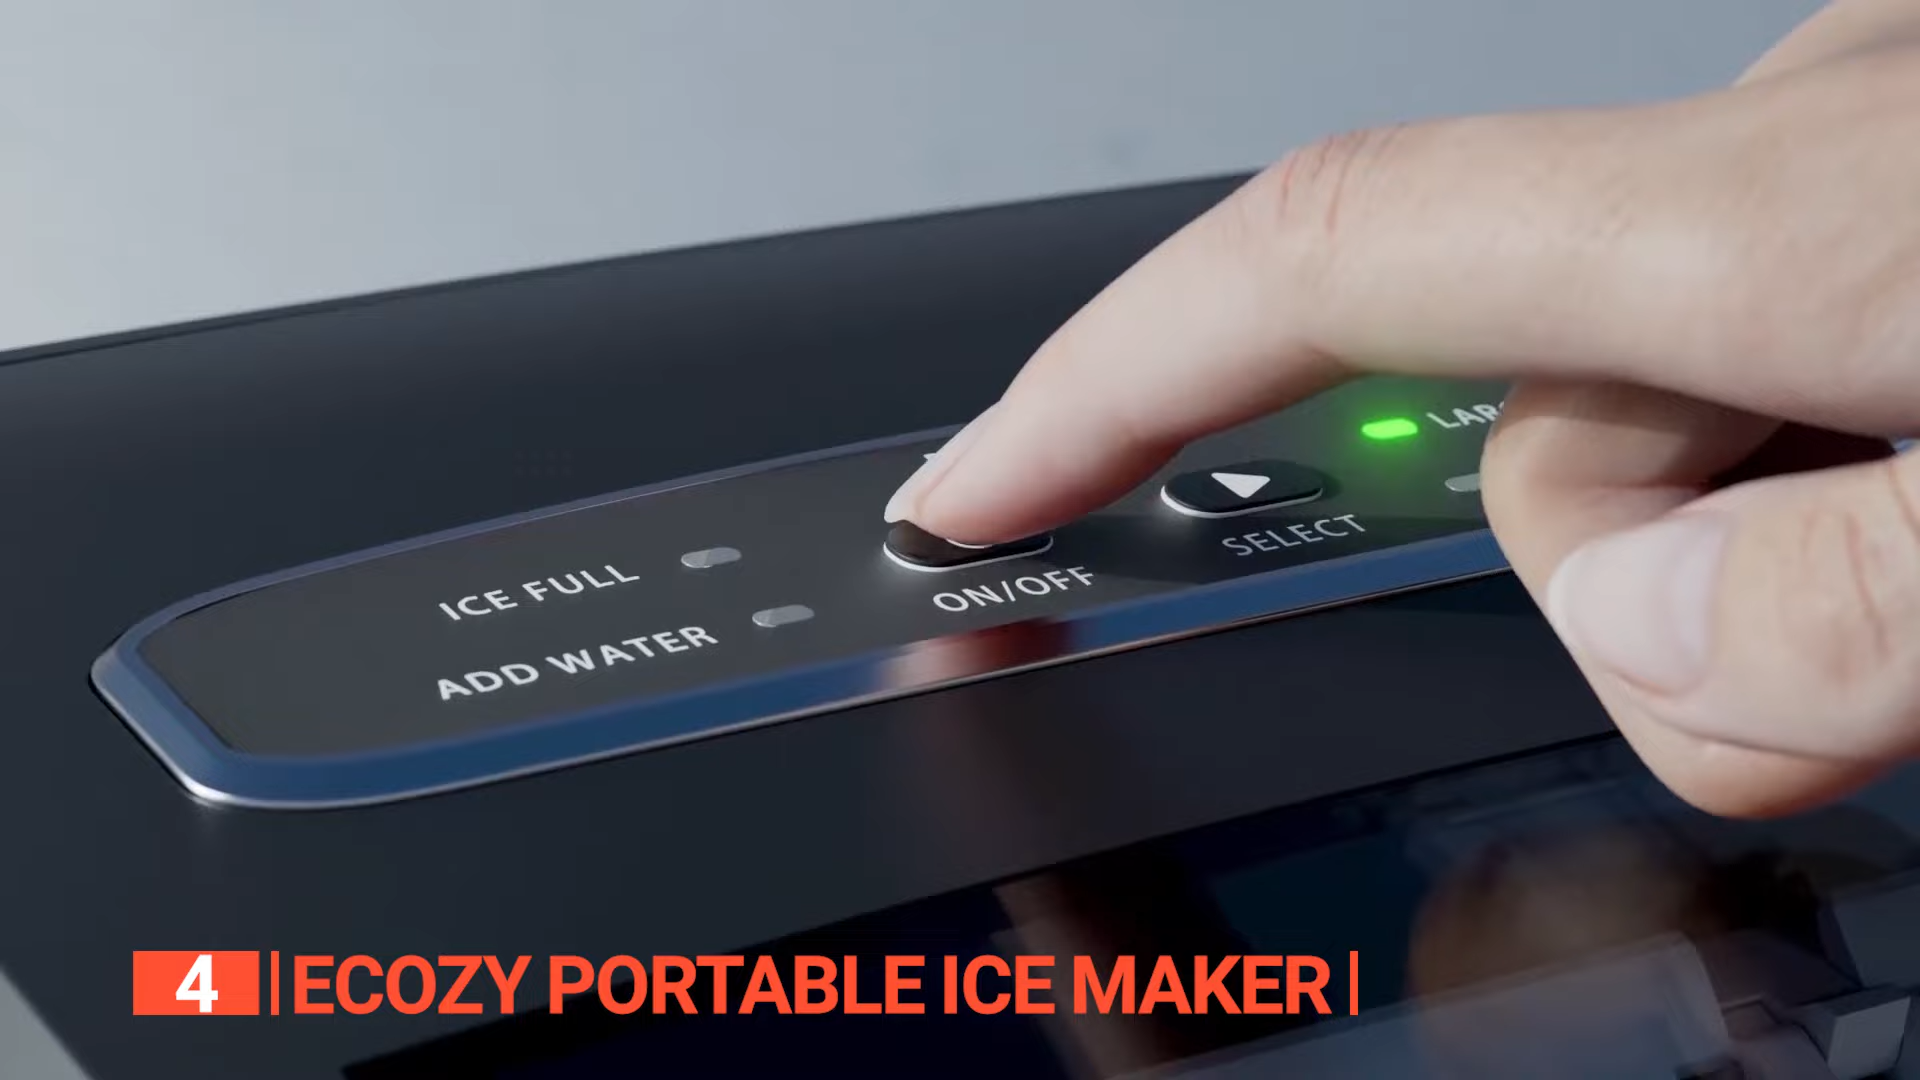 ICE FULL
ADD WATER
ON/OFF
SELECT
4 ECOZY PORTABLE ICE MAKER